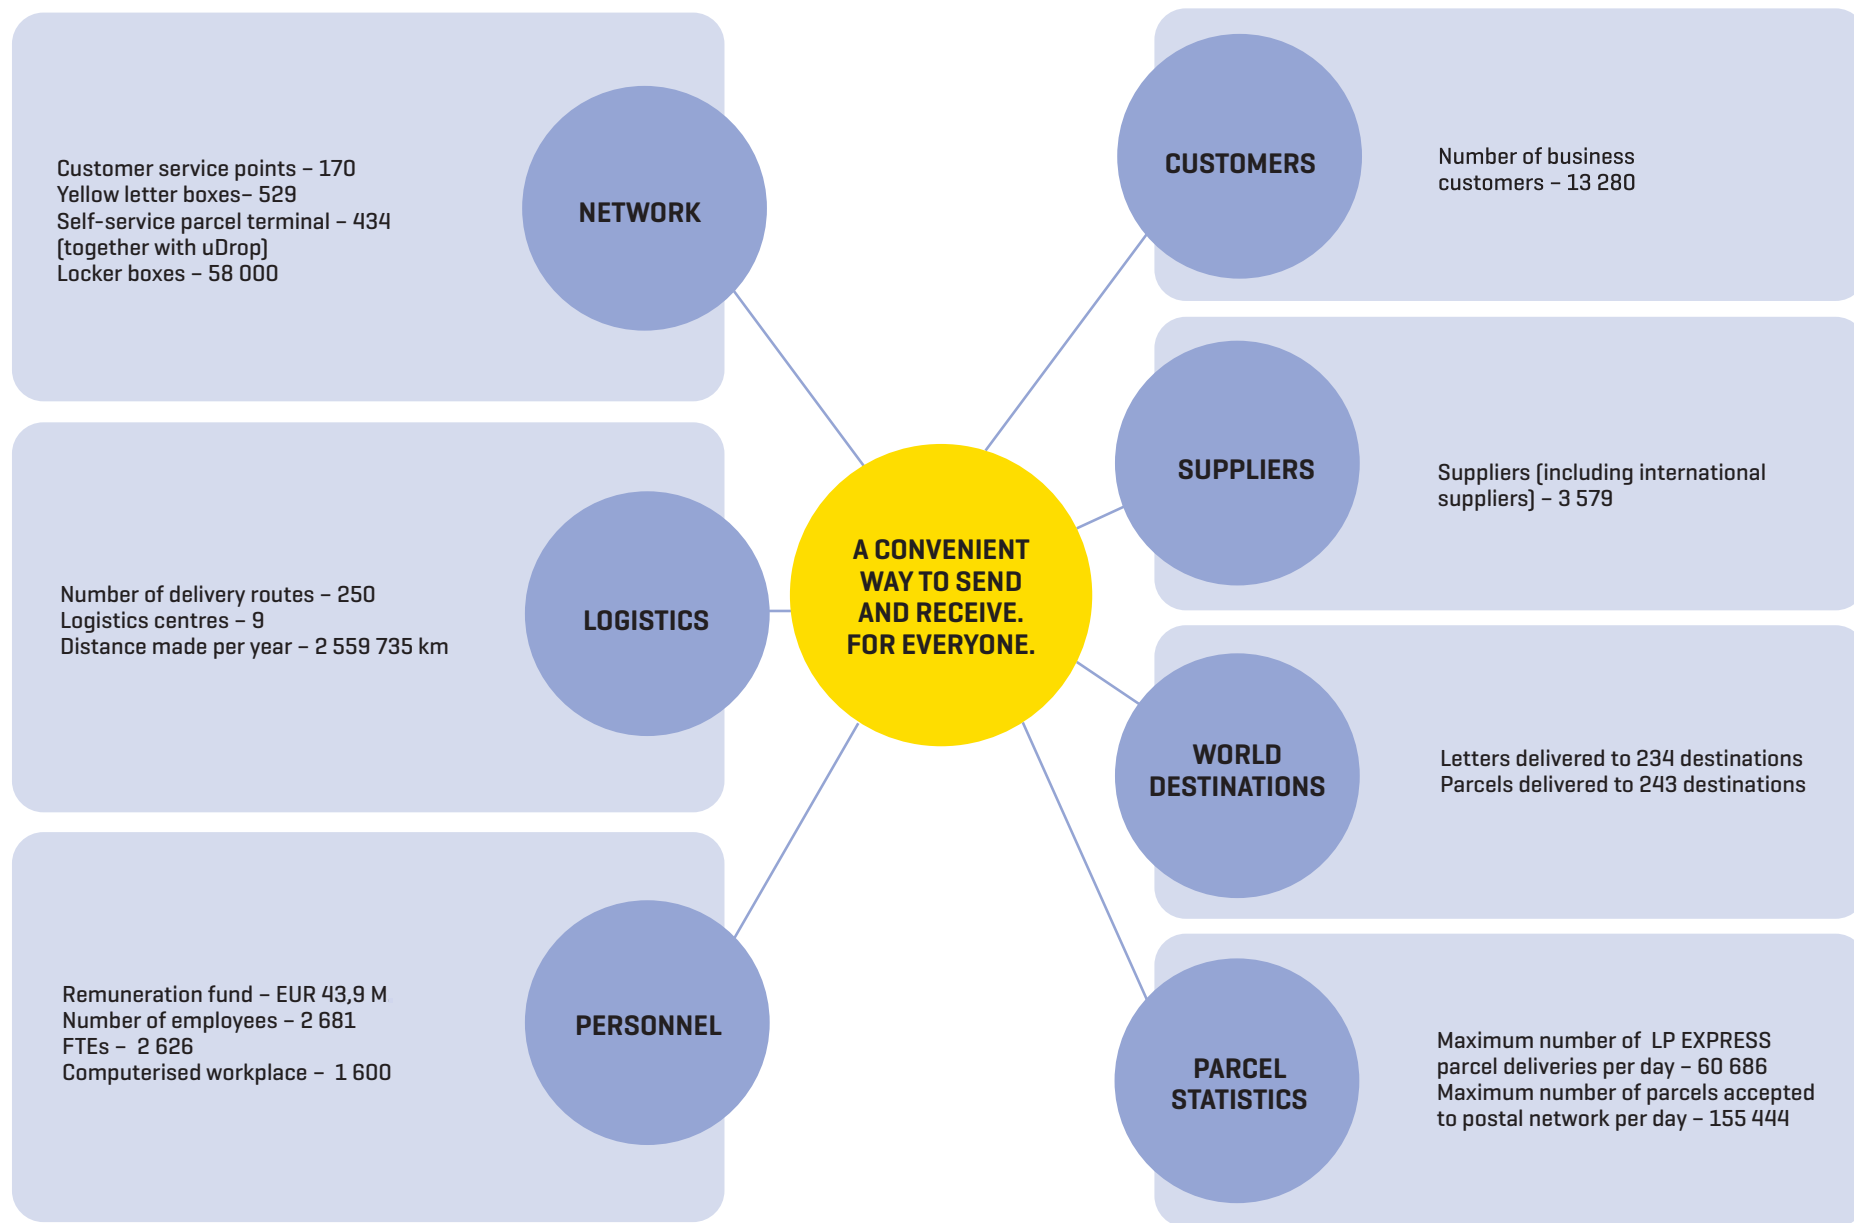 Customer service points – 170
Yellow letter boxes– 529
Self-service parcel terminal – 434
(together with uDrop)
Locker boxes – 58 000
NETWORK
Number of delivery routes – 250
Logistics centres – 9
Distance made per year – 2 559 735 km
LOGISTICS
Remuneration fund – EUR 43,9 M
Number of employees – 2 681
FTEs –  2 626
Computerised workplace –  1 600
PERSONNEL
A CONVENIENT
WAY TO SEND
AND RECEIVE.
FOR EVERYONE.
CUSTOMERS
Number of business
customers – 13 280
SUPPLIERS
Suppliers (including international
suppliers) – 3 579
WORLD
DESTINATIONS
Letters delivered to 234 destinations
Parcels delivered to 243 destinations
PARCEL
STATISTICS
Maximum number of  LP EXPRESS
parcel deliveries per day – 60 686
Maximum number of parcels accepted
to postal network per day – 155 444